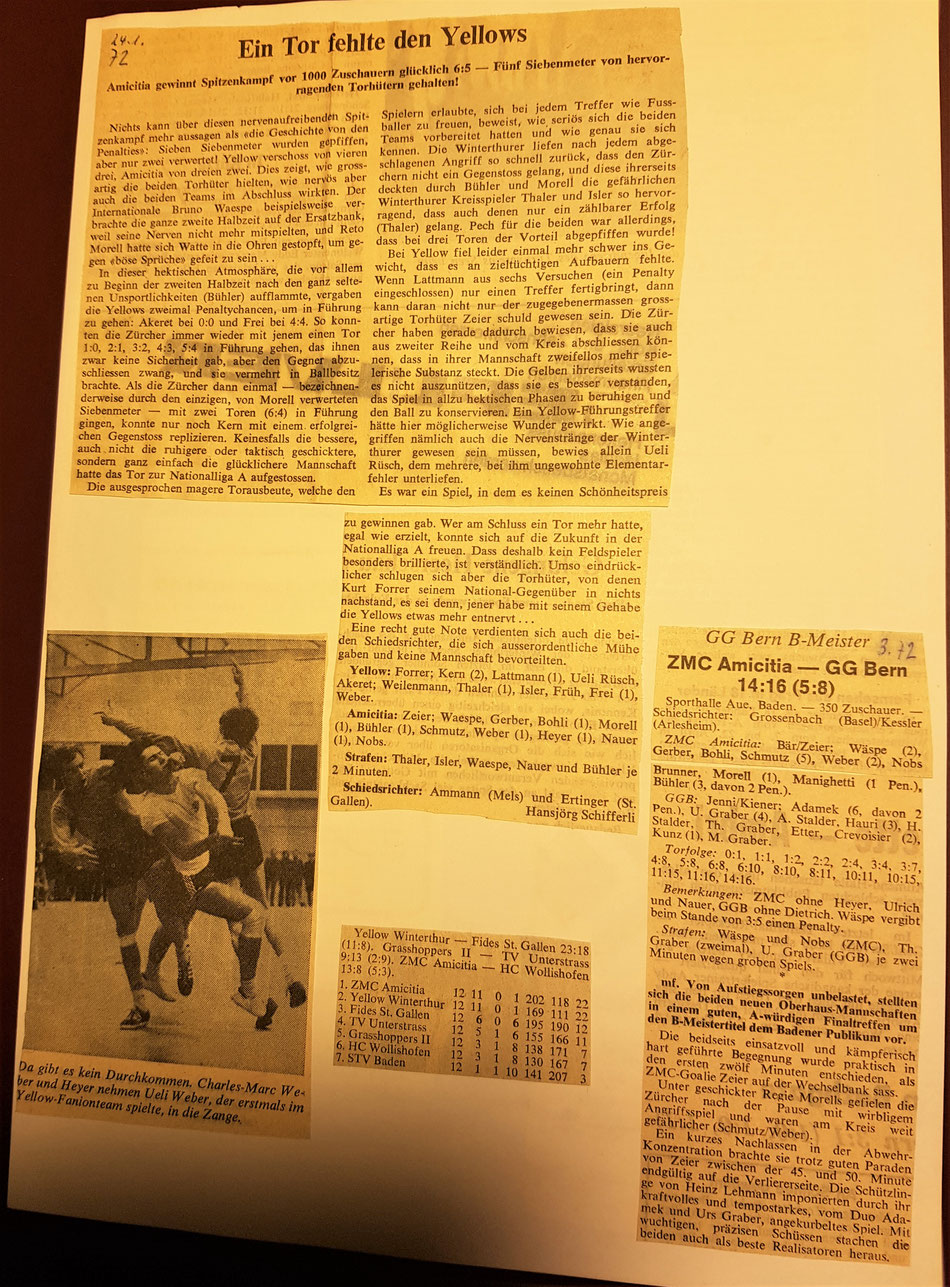 24.1.
72
Ein Tor fehlte den Yellows
Amicitia gewinnt Spitzenkampf vor 1000 Zuschauern glücklich 6:5 — Fünf Siebenmeter von hervor-
ragenden Torhütern gehalten!
Nichts kann über diesen nervenaufreibenden Spit-
zenkampf mehr aussagen als «die Geschichte von den
Penalties»: Sieben Siebenmeter wurden gepfiffen,
aber nur zwei verwertet! Yellow verschoss von vieren
drei, Amicitia von dreien zwei. Dies zeigt, wie gross-
artig die beiden Torhüter hielten, wie nervös aber
auch die beiden Teams im Abschluss wirkten. Der
Internationale Bruno Waespe beispielsweise ver-
brachte die ganze zweite Halbzeit auf der Ersatzbank,
weil seine Nerven nicht mehr mitspielten, und Reto
Morell hatte sich Watte in die Ohren gestopft, um ge-
gen «böse Sprüche» gefeit zu sein . . .
In dieser hektischen Atmosphäre, die vor allem
zu Beginn der zweiten Halbzeit nach den ganz selte-
nen Unsportlichkeiten (Bühler) aufflammte, vergaben
die Yellows zweimal Penaltychancen, um in Führung
zu gehen: Akeret bei 0:0 und Frei bei 4:4. So konn-
ten die Zürcher immer wieder mit jenem einen Tor
1:0, 2:1, 3:2, 4:3, 5:4 in Führung gehen, das ihnen
zwar keine Sicherheit gab, aber den Gegner abzu-
schliessen zwang, und sie vermehrt in Ballbesitz
brachte. Als die Zürcher dann einmal — bezeichnen-
derweise durch den einzigen, von Morell verwerteten
Siebenmeter — mit zwei Toren (6:4) in Führung
gingen, konnte nur noch Kern mit einem erfolgrei-
chen Gegenstoss replizieren. Keinesfalls die bessere,
auch nicht die ruhigere oder taktisch geschicktere,
sondern ganz einfach die glücklichere Mannschaft
hatte das Tor zur Nationalliga A aufgestossen.
Die ausgesprochen magere Torausbeute, welche den
Spielern erlaubte, sich bei jedem Treffer wie Fuss-
baller zu freuen, beweist, wie seriös sich die beiden
Teams vorbereitet hatten und wie genau sie sich
kennen. Die Winterthurer liefen nach jedem abge-
schlagenen Angriff so schnell zurück, dass den Zür-
chern nicht ein Gegenstoss gelang, und diese ihrerseits
deckten durch Bühler und Morell die gefährlichen
Winterthurer Kreisspieler Thaler und Isler so hervor-
ragend, dass auch denen nur ein zählbarer Erfolg
(Thaler) gelang. Pech für die beiden war allerdings,
dass bei drei Toren der Vorteil abgepfiffen wurde!
Bei Yellow fiel leider einmal mehr schwer ins Ge-
wicht, dass es an zieltüchtigen Aufbauern fehlte.
Wenn Lattmann aus sechs Versuchen (ein Penalty
eingeschlossen) nur einen Treffer fertigbringt, dann
kann daran nicht nur der zugegebenermassen gross-
artige Torhüter Zeier schuld gewesen sein. Die Zür-
cher haben gerade dadurch bewiesen, dass sie auch
aus zweiter Reihe und vom Kreis abschliessen kön-
nen, dass in ihrer Mannschaft zweifellos mehr spie-
lerische Substanz steckt. Die Gelben ihrerseits wussten
es nicht auszunützen, dass sie es besser verstanden,
das Spiel in allzu hektischen Phasen zu beruhigen und
den Ball zu konservieren. Ein Yellow-Führungstreffer
hätte hier möglicherweise Wunder gewirkt. Wie ange-
griffen nämlich auch die Nervenstränge der Winter-
thurer gewesen sein müssen, bewies allein Ueli
Rüsch, dem mehrere, bei ihm ungewohnte Elementar-
fehler unterliefen.
Es war ein Spiel, in dem es keinen Schönheitspreis
zu gewinnen gab. Wer am Schluss ein Tor mehr hatte,
egal wie erzielt, konnte sich auf die Zukunft in der
Nationalliga A freuen. Dass deshalb kein Feldspieler
besonders brillierte, ist verständlich. Umso eindrück-
licher schlugen sich aber die Torhüter, von denen
Kurt Forrer seinem National-Gegenüber in nichts
nachstand, es sei denn, jener habe mit seinem Gehabe
die Yellows etwas mehr entnervt . . .
Eine recht gute Note verdienten sich auch die bei-
den Schiedsrichter, die sich ausserordentliche Mühe
gaben und keine Mannschaft bevorteilten.
Yellow: Forrer; Kern (2), Lattmann (1), Ueli Rüsch,
Akeret; Weilenmann, Thaler (1), Isler, Früh, Frei (1),
Weber.
Amicitia: Zeier; Waespe, Gerber, Bohli (1), Morell
(1), Bühler (1), Schmutz, Weber (1), Heyer (1), Nauer
(1), Nobs.
Strafen: Thaler, Isler, Waespe, Nauer und Bühler je
2 Minuten.
Schiedsrichter: Ammann (Mels) und Ertinger (St.
Gallen).
Hansjörg Schifferli
Da gibt es kein Durchkommen. Charles-Marc We-
ber und Heyer nehmen Ueli Weber, der erstmals im
Yellow-Fanionteam spielte, in die Zange.
Yellow Winterthur — Fides St. Gallen 23:18
(11:8). Grasshoppers II — TV Unterstrass
9:13 (2:9). ZMC Amicitia — HC Wollishofen
13:8 (5:3).
1. ZMC Amicitia 12 11 0 1 202 118 22
2. Yellow Winterthur 12 11 0 1 169 111 22
3. Fides St. Gallen 12 6 0 6 195 190 12
4. TV Unterstrass 12 5 1 6 155 166 11
5. Grasshoppers II 12 3 1 8 138 171 7
6. HC Wollishofen 12 3 1 8 130 167 7
7. STV Baden 12 1 1 10 141 207 3
GG Bern B-Meister 3.72
ZMC Amicitia — GG Bern
14:16 (5:8)
Sporthalle Aue, Baden. — 350 Zuschauer. —
Schiedsrichter: Grossenbach (Basel)/Kessler
(Arlesheim).
ZMC Amicitia: Bär/Zeier; Wäspe (2),
Gerber, Bohli, Schmutz (5), Weber (2), Nobs
Brunner, Morell (1), Manighetti (1 Pen.),
Bühler (3, davon 2 Pen.).
GGB: Jenni/Kiener; Adamek (6, davon 2
Pen.), U. Graber (4), A. Stalder, Hauri (3), H.
Stalder, Th. Graber, Etter, Crevoisier (2),
Kunz (1), M. Graber.
Torfolge: 0:1, 1:1, 1:2, 2:2, 2:4, 3:4, 3:7,
4:8, 5:8, 6:8, 6:10, 8:10, 8:11, 10:11, 10:15,
11:15, 11:16, 14:16.
Bemerkungen: ZMC ohne Heyer, Ulrich
und Nauer, GGB ohne Dietrich. Wäspe vergibt
beim Stande von 3:5 einen Penalty.
Strafen: Wäspe und Nobs (ZMC), Th.
Graber (zweimal), U. Graber (GGB) je zwei
Minuten wegen groben Spiels.
*
mf. Von Aufstiegssorgen unbelastet, stellten
sich die beiden neuen Oberhaus-Mannschaften
in einem guten, A-würdigen Finaltreffen um
den B-Meistertitel dem Badener Publikum vor.
Die beidseits einsatzvoll und kämpferisch
hart geführte Begegnung wurde praktisch in
den ersten zwölf Minuten entschieden, als
ZMC-Goalie Zeier auf der Wechselbank sass.
Unter geschickter Regie Morells gefielen die
Zürcher nach der Pause mit wirbligem
Angriffsspiel und waren am Kreis weit
gefährlicher (Schmutz/Weber).
Ein kurzes Nachlassen in der Abwehr-
Konzentration brachte sie trotz guten Paraden
von Zeier zwischen der 45. und 50. Minute
endgültig auf die Verliererseite. Die Schützlin-
ge von Heinz Lehmann imponierten durch ihr
kraftvolles und tempostarkes, vom Duo Ada-
mek und Urs Graber, angekurbeltes Spiel. Mit
wuchtigen, präzisen Schüssen stachen die
beiden auch als beste Realisatoren heraus.